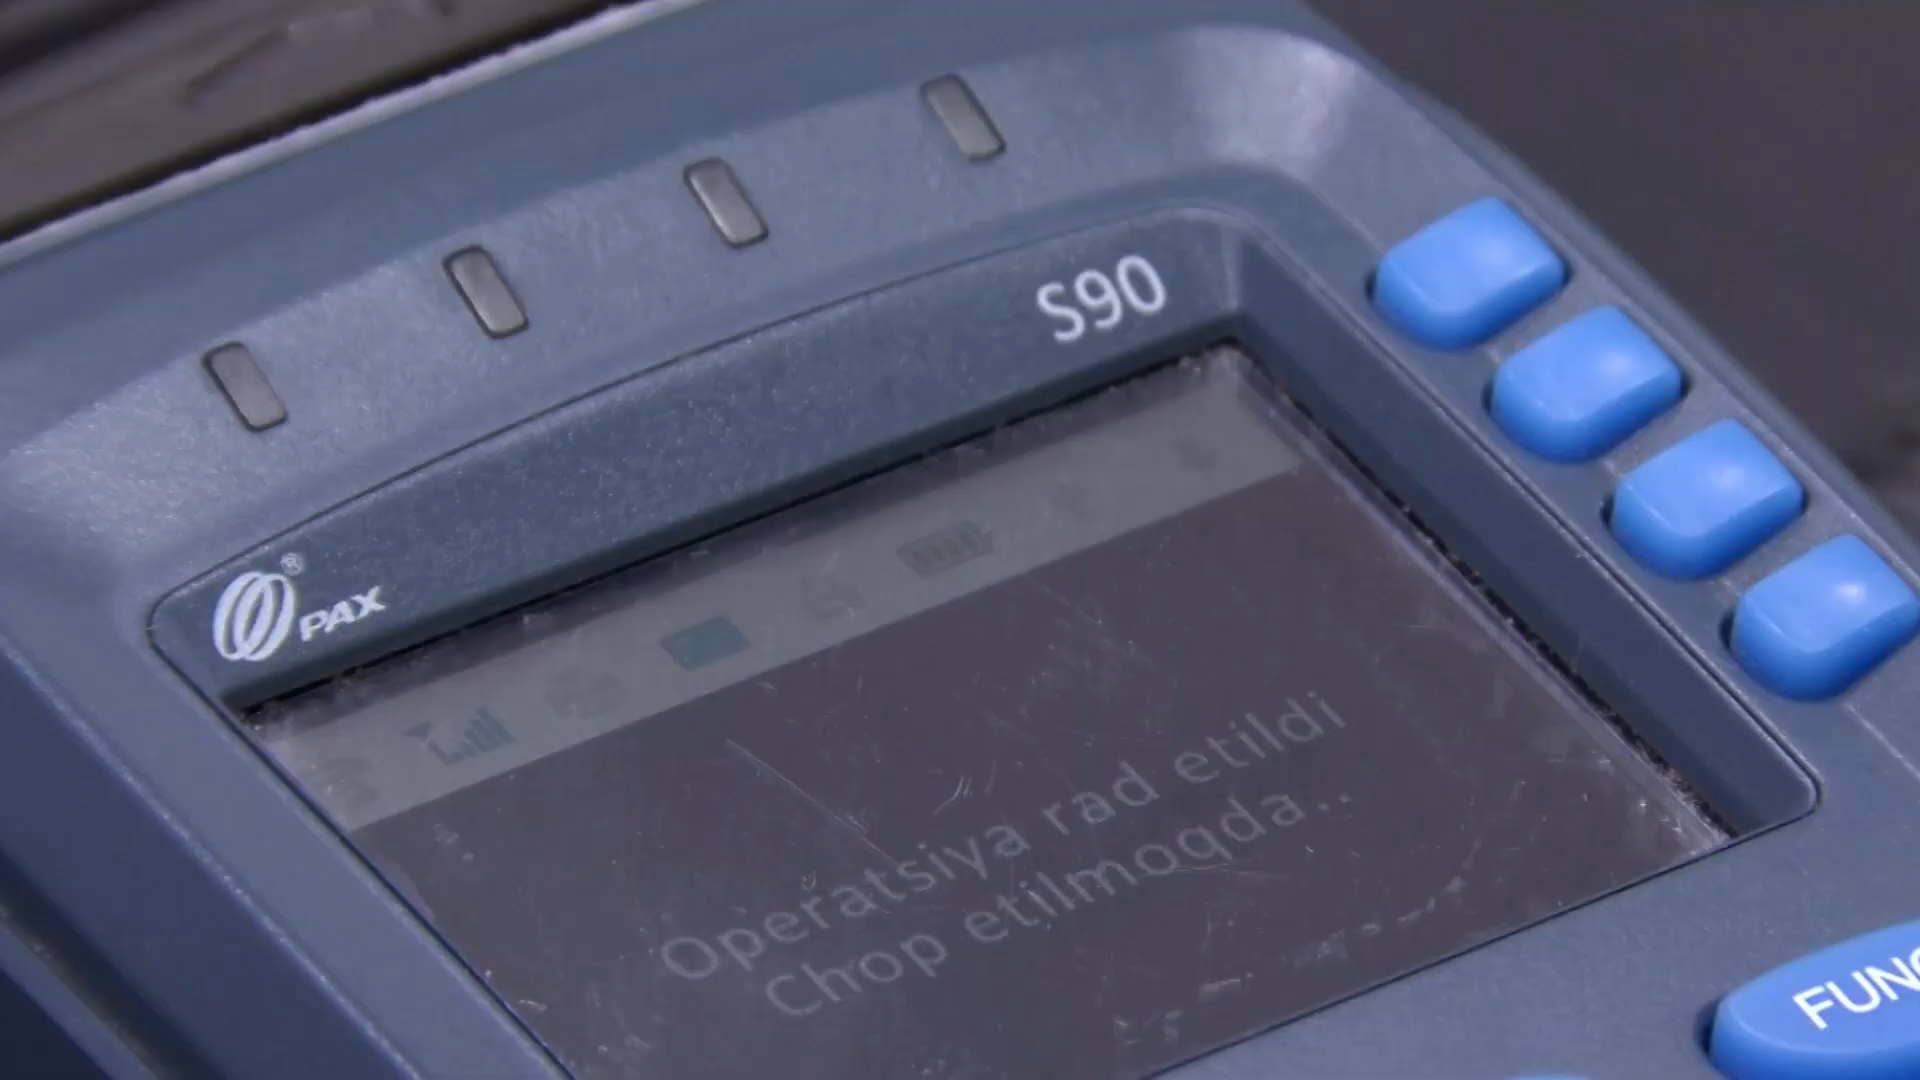 S90
® PAX
Operatsiya rad etildi
Chop etilmoqda...
FUNC